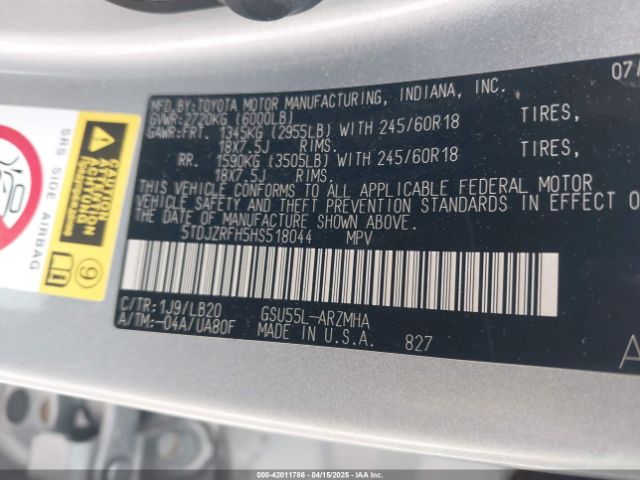 07/
MFD.BY:TOYOTA MOTOR MANUFACTURING, INDIANA, INC.
GVWR:2720KG (6000LB)
GAWR:FRT. 1345KG (2955LB) WITH 245/60R18 TIRES,
18X7.5J RIMS.
RR. 1590KG (3505LB) WITH 245/60R18 TIRES,
18X7.5J RIMS.
THIS VEHICLE CONFORMS TO ALL APPLICABLE FEDERAL MOTOR
VEHICLE SAFETY AND THEFT PREVENTION STANDARDS IN EFFECT O
THE DATE OF MANUFACTURE SHOWN ABOVE.
5TDJZRFH5HS518044 MPV
C/TR:1J9/LB20 GSU55L-ARZMHA
A/TM:-04A/UA80F MADE IN U.S.A. 827
A
SRS SIDE AIRBAG
CAUTION
ACHTUNG
9
000-42011786 04/15/2025 IAAI.COM